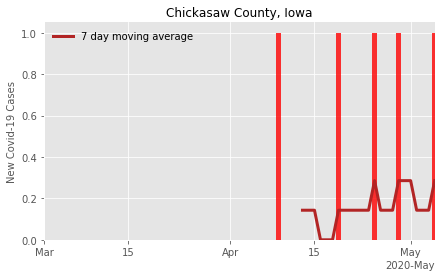 Chickasaw County, Iowa
7 day moving average
New Covid-19 Cases
1.0
0.8
0.6
0.4
0.2
0.0
Mar
15
Apr
15
May
2020-May